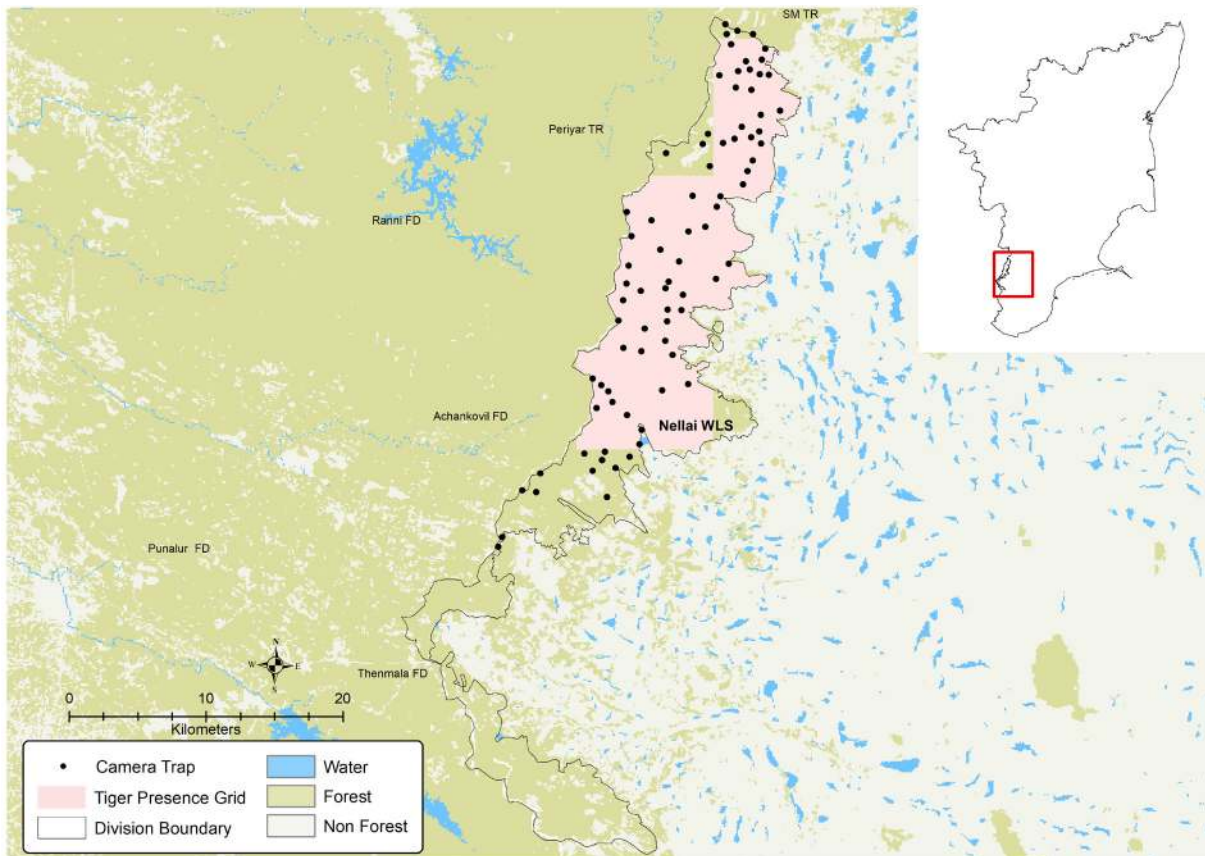 SM TR
Periyar TR
Ranni FD
Achankovil FD
Nellai WLS
Punalur FD
N
W E
S
Thenmala FD
0 10 20
Kilometers
Camera Trap
Water
Tiger Presence Grid
Forest
Division Boundary
Non Forest